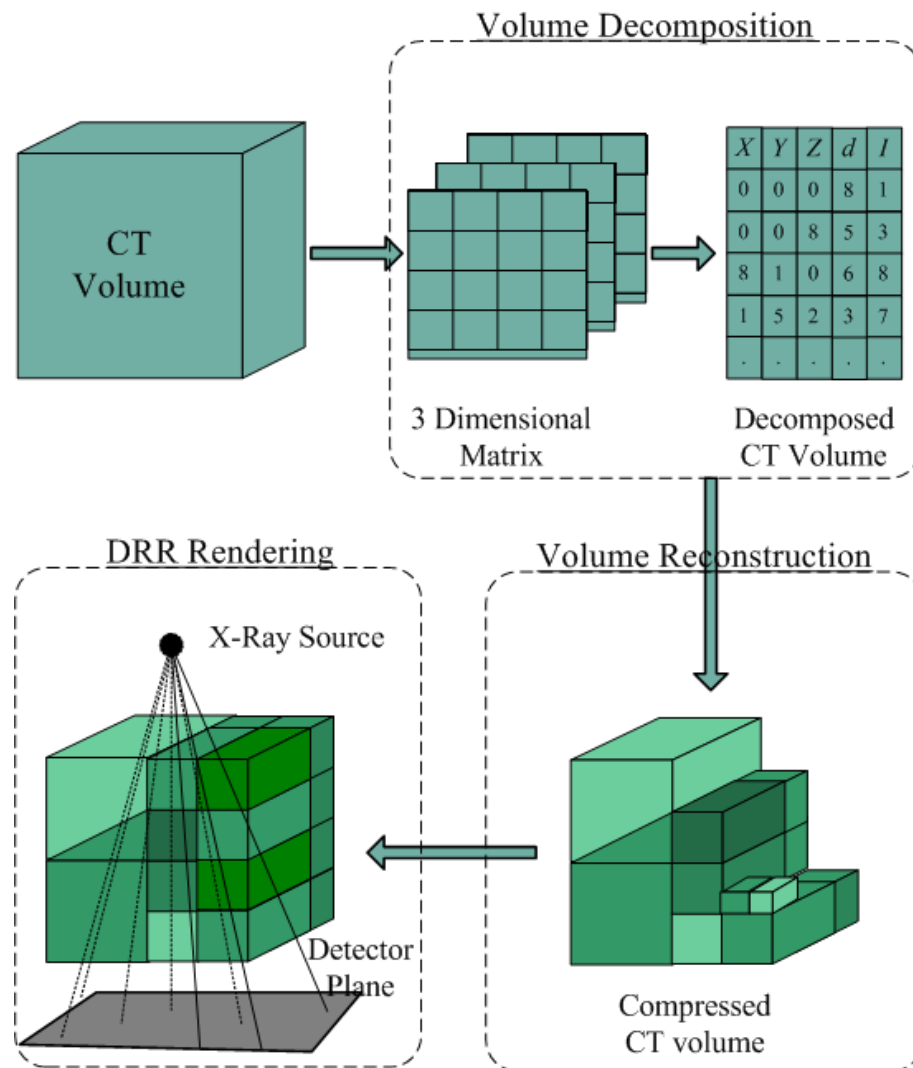 Volume Decomposition
CT
Volume
X Y Z d I
0 0 0 8 1
0 0 8 5 3
8 1 0 6 8
1 5 2 3 7
. . . . .
3 Dimensional
Matrix
Decomposed
CT Volume
DRR Rendering
X-Ray Source
Detector
Plane
Volume Reconstruction
Compressed
CT volume